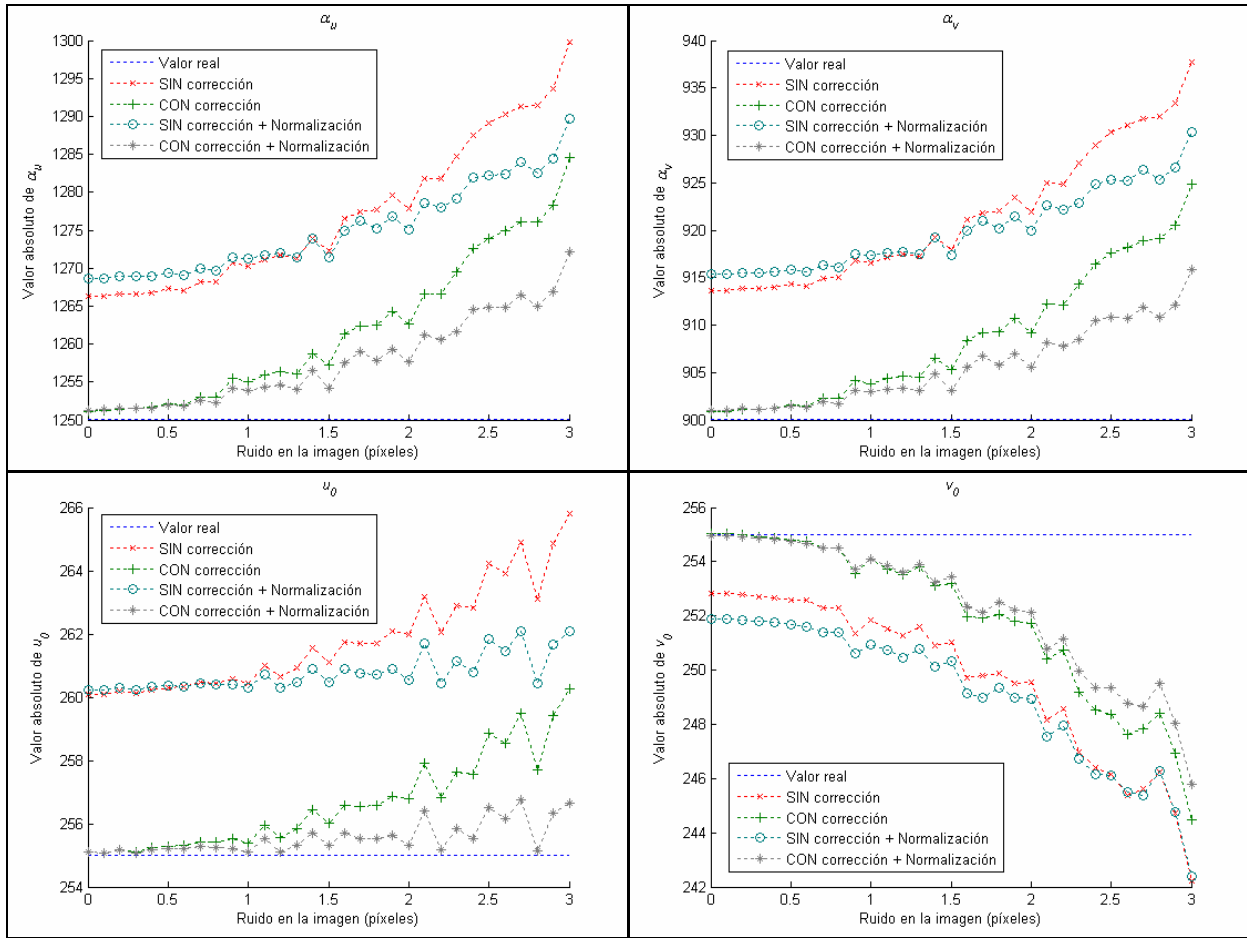 α_u
1300
1295
1290
1285
1280
1275
1270
1265
1260
1255
1250
Valor absoluto de α_u
Valor real
SIN corrección
CON corrección
SIN corrección + Normalización
CON corrección + Normalización
0 0.5 1 1.5 2 2.5 3
Ruido en la imagen (píxeles)
α_v
940
935
930
925
920
915
910
905
900
Valor absoluto de α_v
Valor real
SIN corrección
CON corrección
SIN corrección + Normalización
CON corrección + Normalización
0 0.5 1 1.5 2 2.5 3
Ruido en la imagen (píxeles)
u_0
266
264
262
260
258
256
254
Valor absoluto de u_0
Valor real
SIN corrección
CON corrección
SIN corrección + Normalización
CON corrección + Normalización
0 0.5 1 1.5 2 2.5 3
Ruido en la imagen (píxeles)
v_0
256
254
252
250
248
246
244
242
Valor absoluto de v_0
Valor real
SIN corrección
CON corrección
SIN corrección + Normalización
CON corrección + Normalización
0 0.5 1 1.5 2 2.5 3
Ruido en la imagen (píxeles)